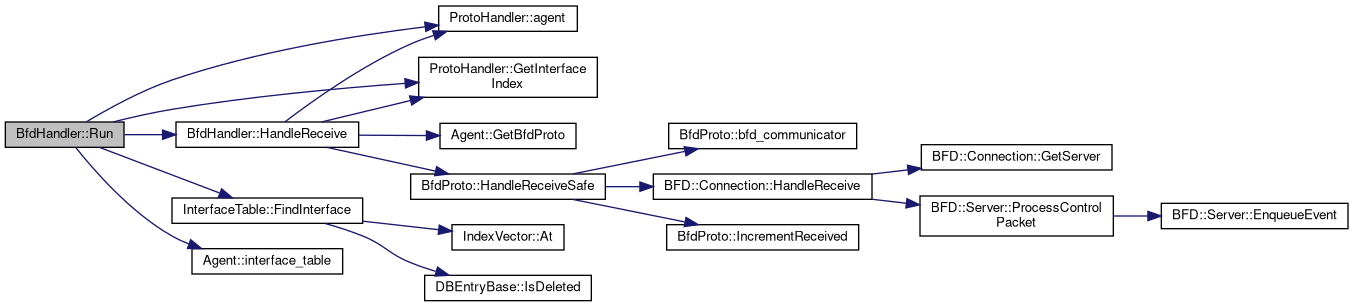 ProtoHandler::agent
ProtoHandler::GetInterface
Index
BfdHandler::Run
BfdHandler::HandleReceive
Agent::GetBfdProto
BfdProto::bfd_communicator
BFD::Connection::GetServer
BfdProto::HandleReceiveSafe
BFD::Connection::HandleReceive
InterfaceTable::FindInterface
BFD::Server::ProcessControl
Packet
BFD::Server::EnqueueEvent
IndexVector::At
BfdProto::IncrementReceived
Agent::interface_table
DBEntryBase::IsDeleted